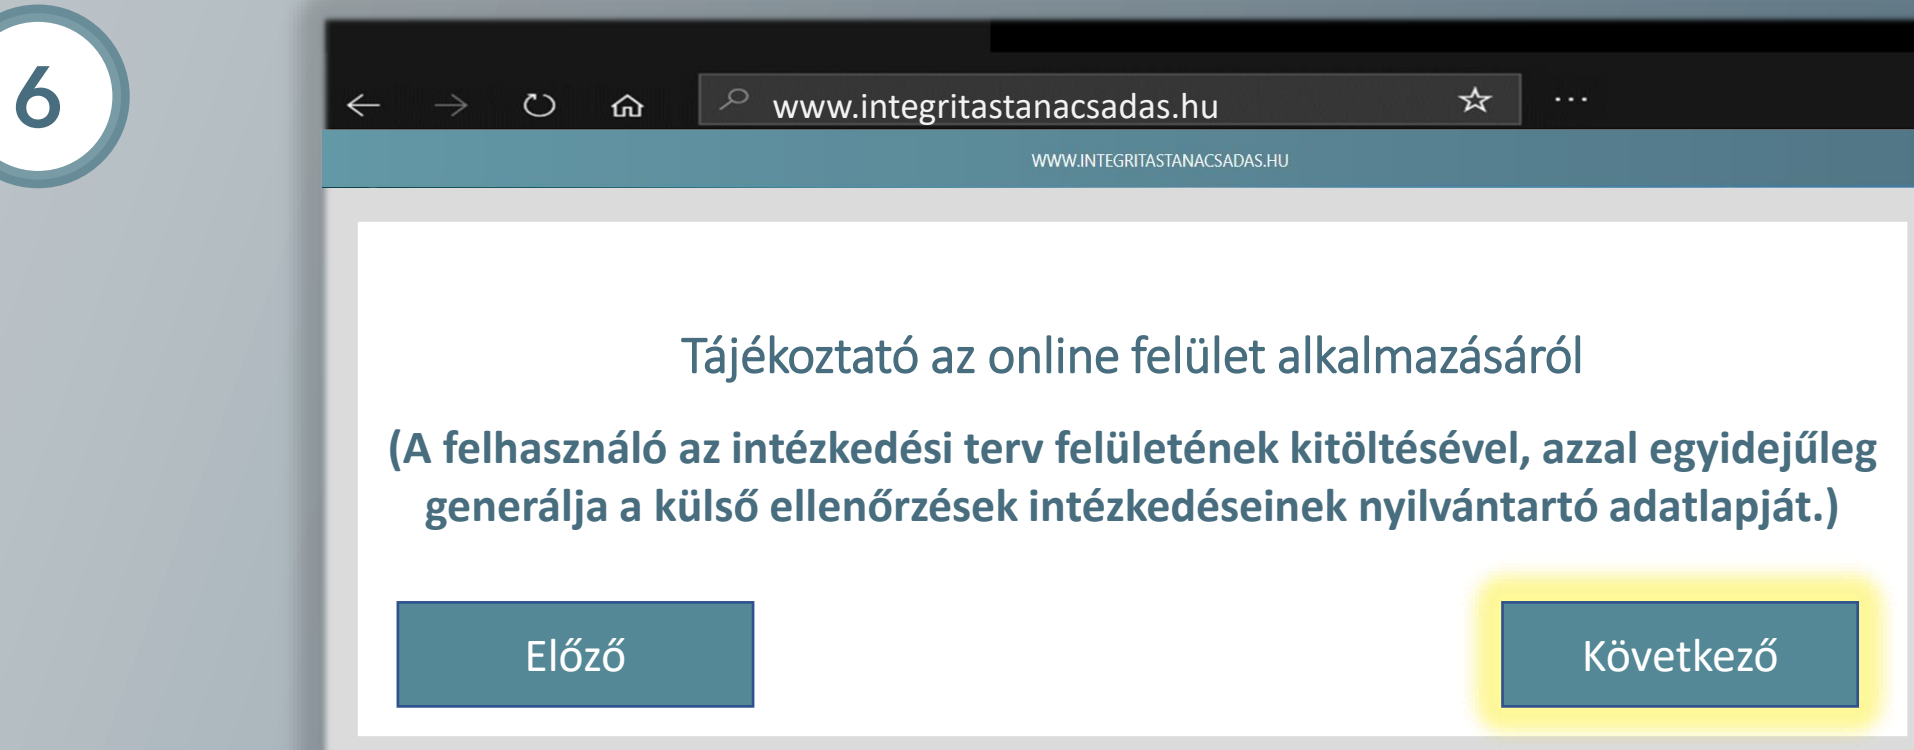 6
www.integritastanacsadas.hu
WWW.INTEGRITASTANACSADAS.HU
Tájékoztató az online felület alkalmazásáról
(A felhasználó az intézkedési terv felületének kitöltésével, azzal egyidejűleg
generálja a külső ellenőrzések intézkedéseinek nyilvántartó adatlapját.)
Előző
Következő